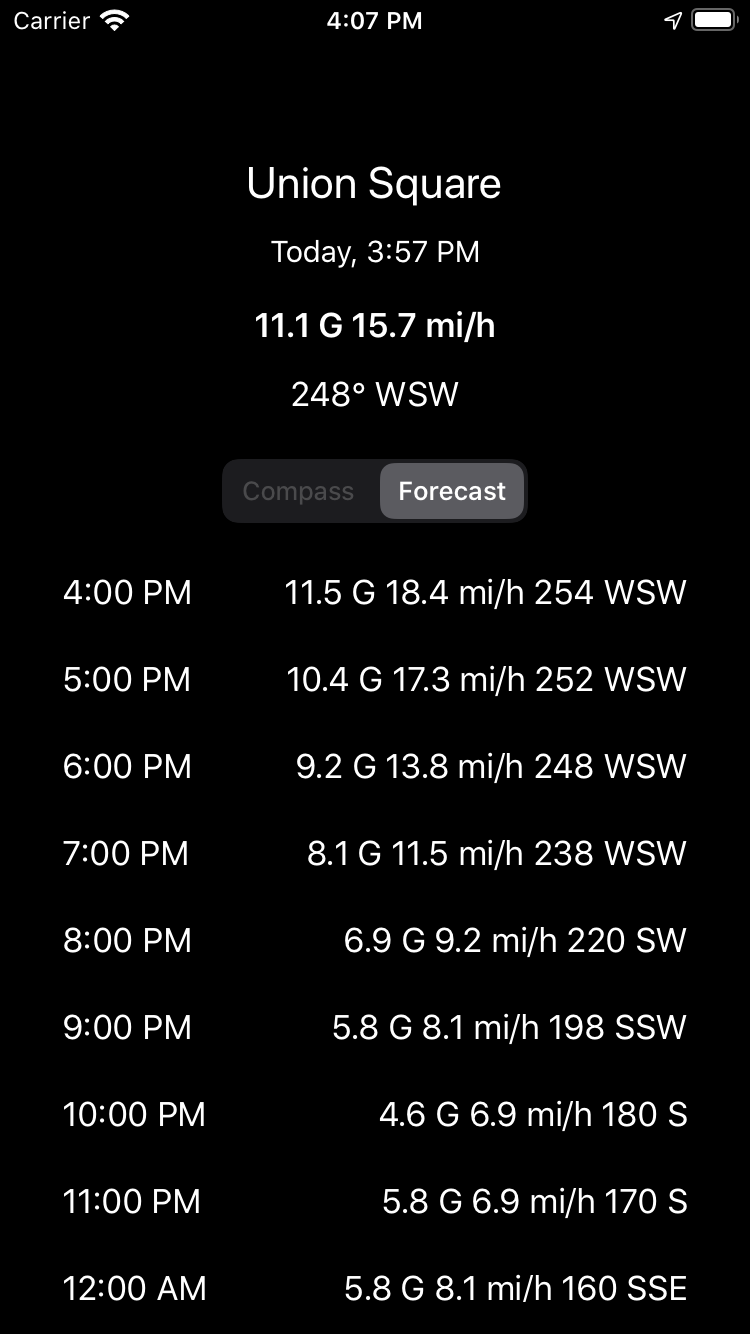 Carrier 4:07 PM
Union Square
Today, 3:57 PM
11.1 G 15.7 mi/h
248° WSW
Compass Forecast
4:00 PM 11.5 G 18.4 mi/h 254 WSW
5:00 PM 10.4 G 17.3 mi/h 252 WSW
6:00 PM 9.2 G 13.8 mi/h 248 WSW
7:00 PM 8.1 G 11.5 mi/h 238 WSW
8:00 PM 6.9 G 9.2 mi/h 220 SW
9:00 PM 5.8 G 8.1 mi/h 198 SSW
10:00 PM 4.6 G 6.9 mi/h 180 S
11:00 PM 5.8 G 6.9 mi/h 170 S
12:00 AM 5.8 G 8.1 mi/h 160 SSE